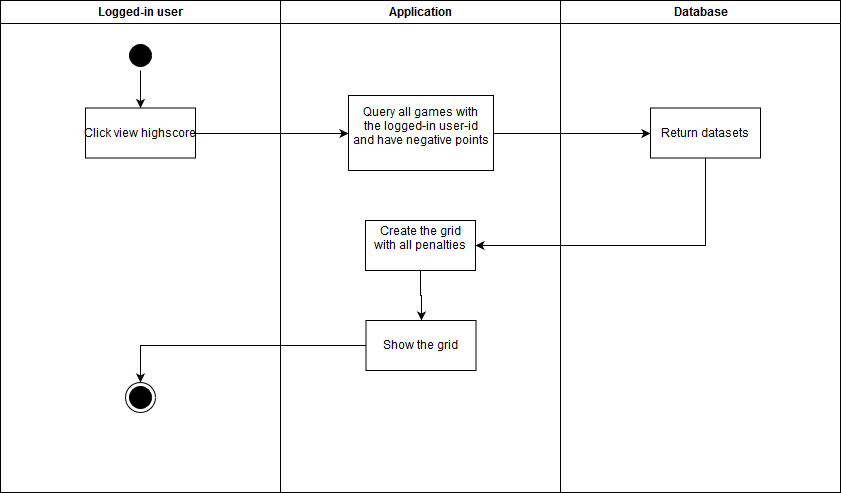 Logged-in user
Application
Database
Click view highscore
Query all games with
the logged-in user-id
and have negative points
Return datasets
Create the grid
with all penalties
Show the grid